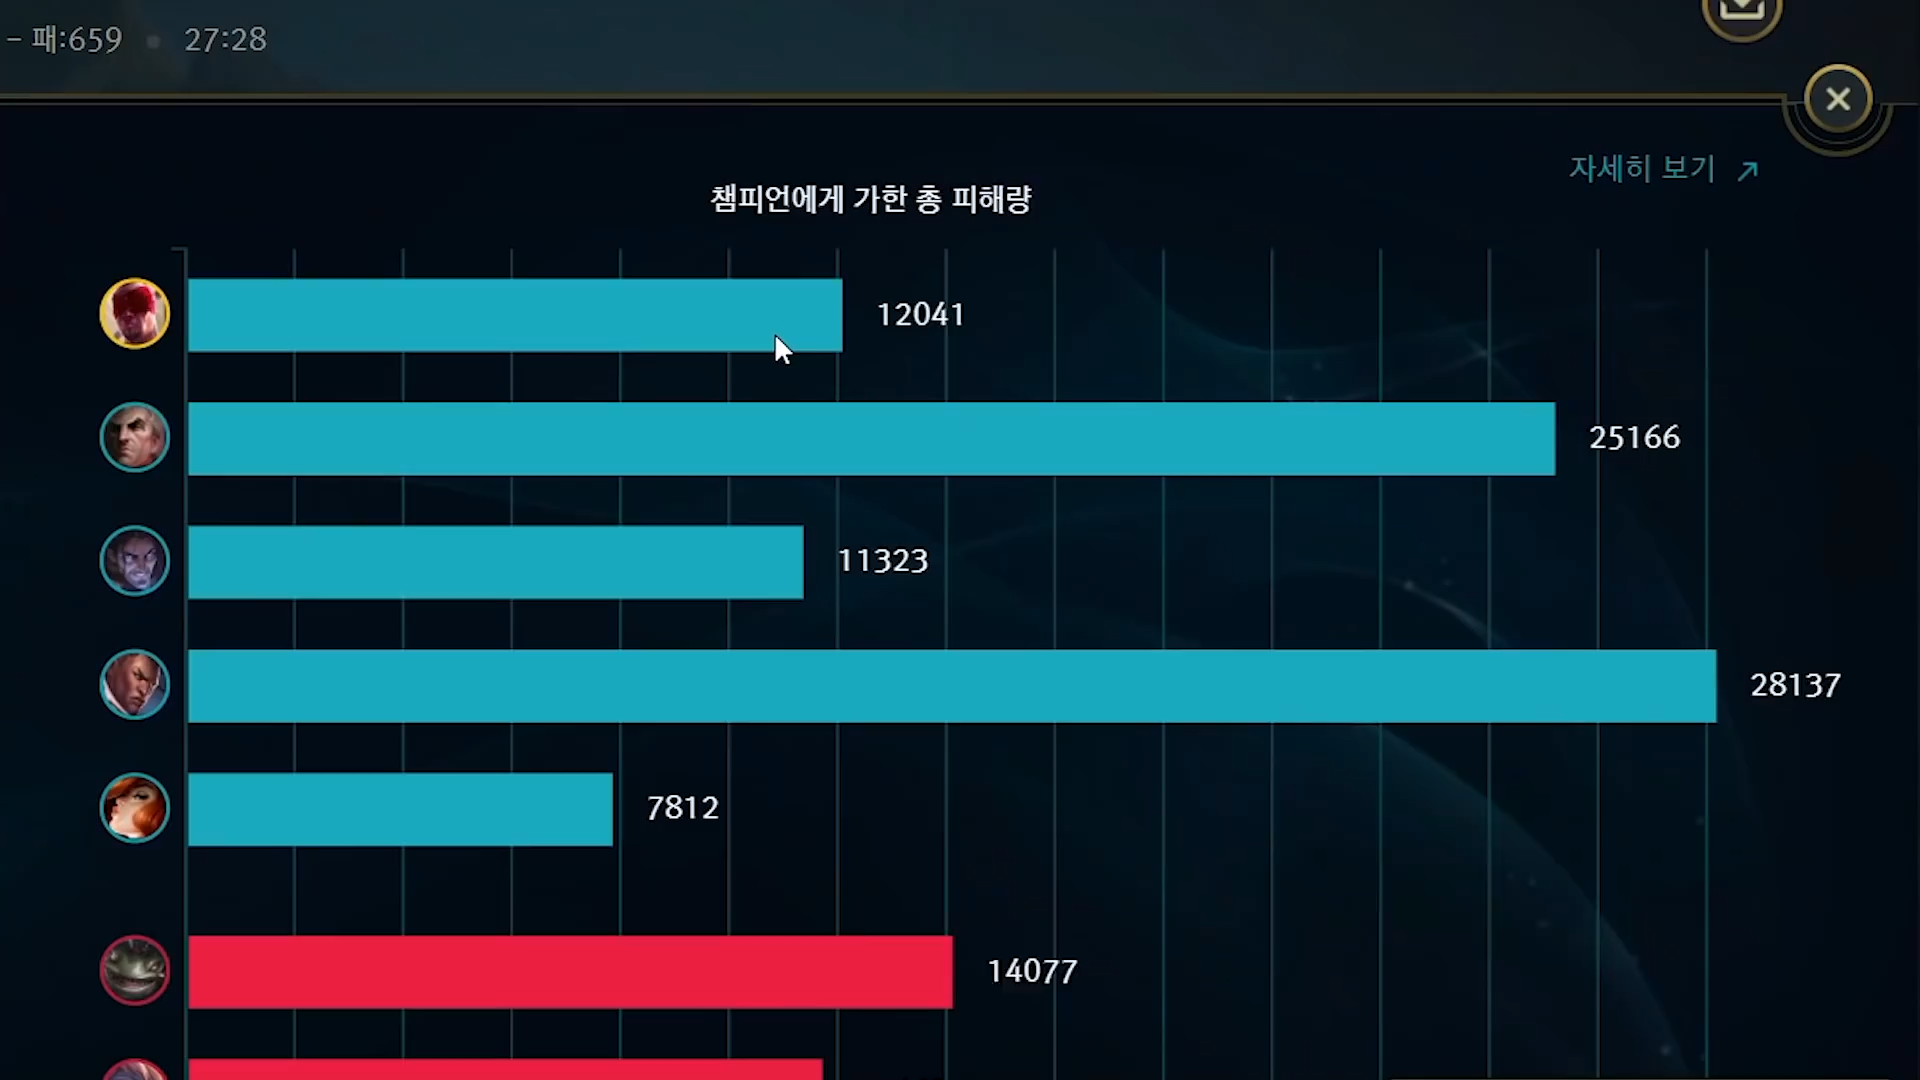 - 패:659 • 27:28
자세히 보기 ↗
챔피언에게 가한 총 피해량
12041
25166
11323
28137
7812
14077